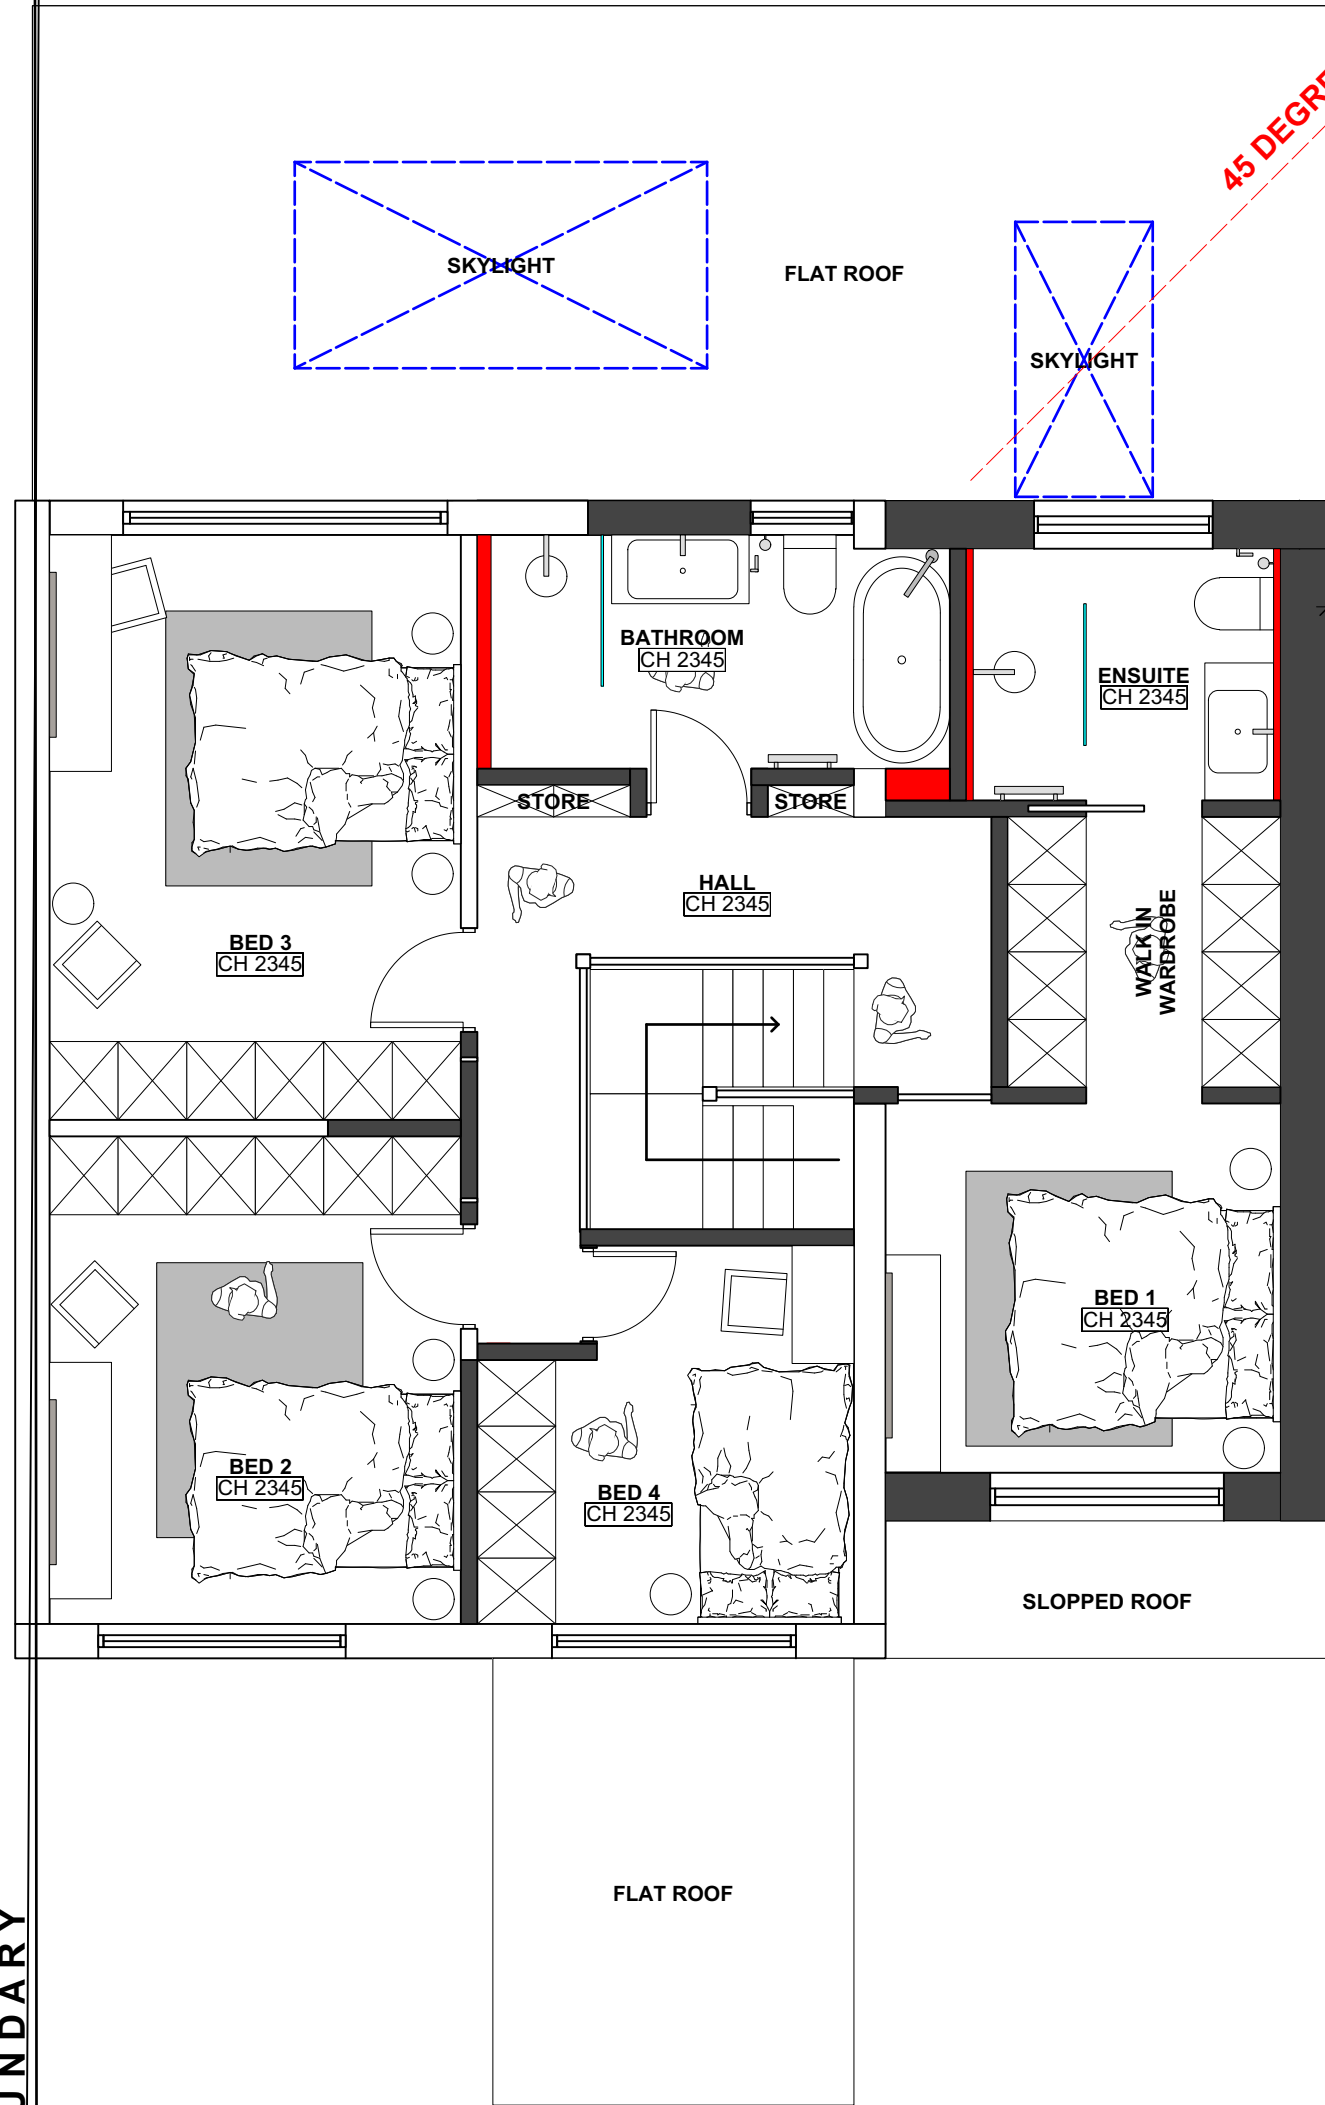 45 DEGRE
SKYLIGHT
FLAT ROOF
SKYLIGHT
BATHROOM
CH 2345
ENSUITE
CH 2345
STORE
STORE
HALL
CH 2345
WALK IN
WARDROBE
BED 3
CH 2345
BED 1
CH 2345
BED 2
CH 2345
BED 4
CH 2345
SLOPPED ROOF
FLAT ROOF
UNDARY